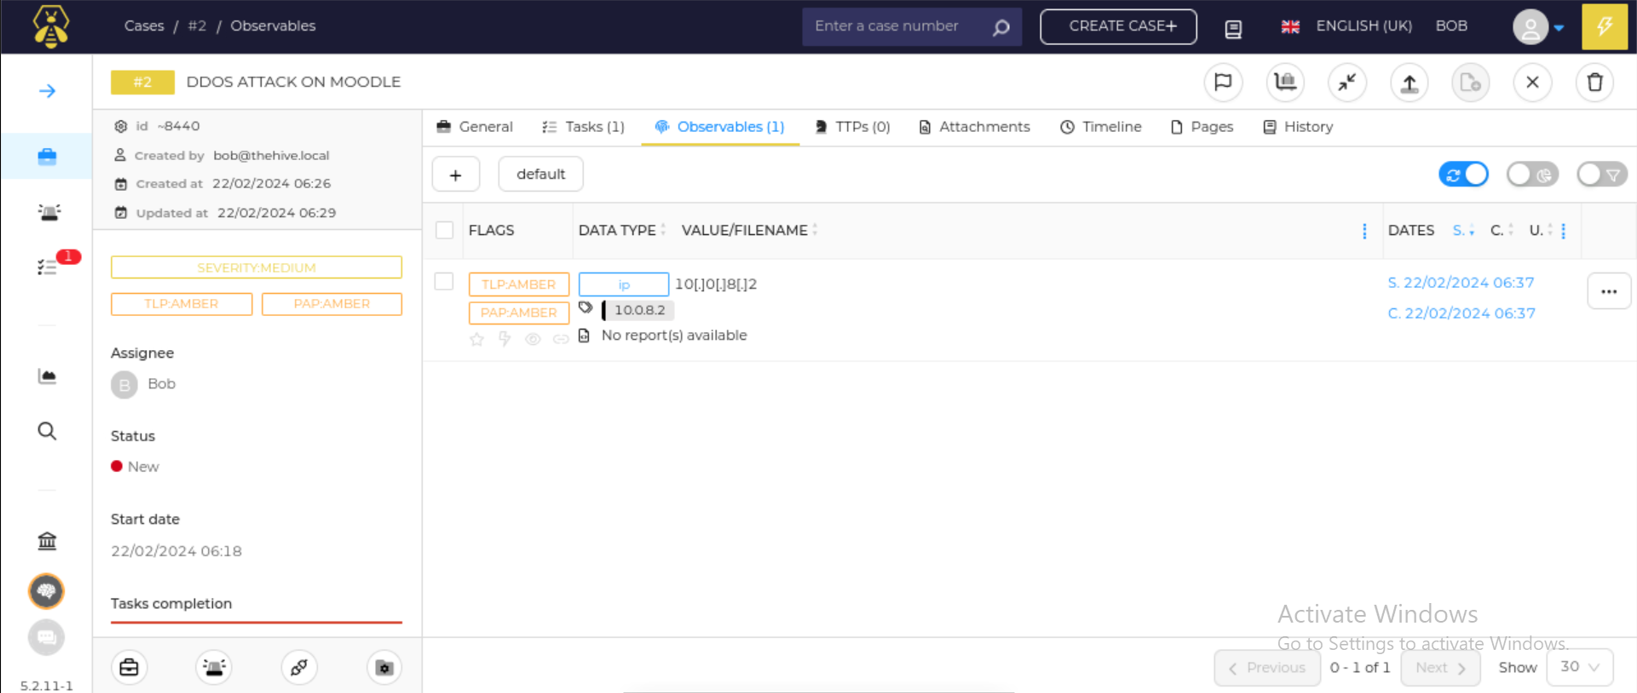 Cases / #2 / Observables
Enter a case number
CREATE CASE+
ENGLISH (UK)
BOB
#2 DDOS ATTACK ON MOODLE
id ~8440
Created by bob@thehive.local
Created at 22/02/2024 06:26
Updated at 22/02/2024 06:29
SEVERITY:MEDIUM
TLP:AMBER PAP:AMBER
Assignee
B Bob
Status
New
Start date
22/02/2024 06:18
Tasks completion
1
5.2.11-1
General Tasks (1) Observables (1) TTPs (0) Attachments Timeline Pages History
+ default
FLAGS DATA TYPE VALUE/FILENAME DATES S. C. U.
TLP:AMBER ip 10[.]0[.]8[.]2 S. 22/02/2024 06:37
PAP:AMBER 10.0.8.2 C. 22/02/2024 06:37
No report(s) available
Activate Windows
Go to Settings to activate Windows.
Previous 0 - 1 of 1 Next Show 30